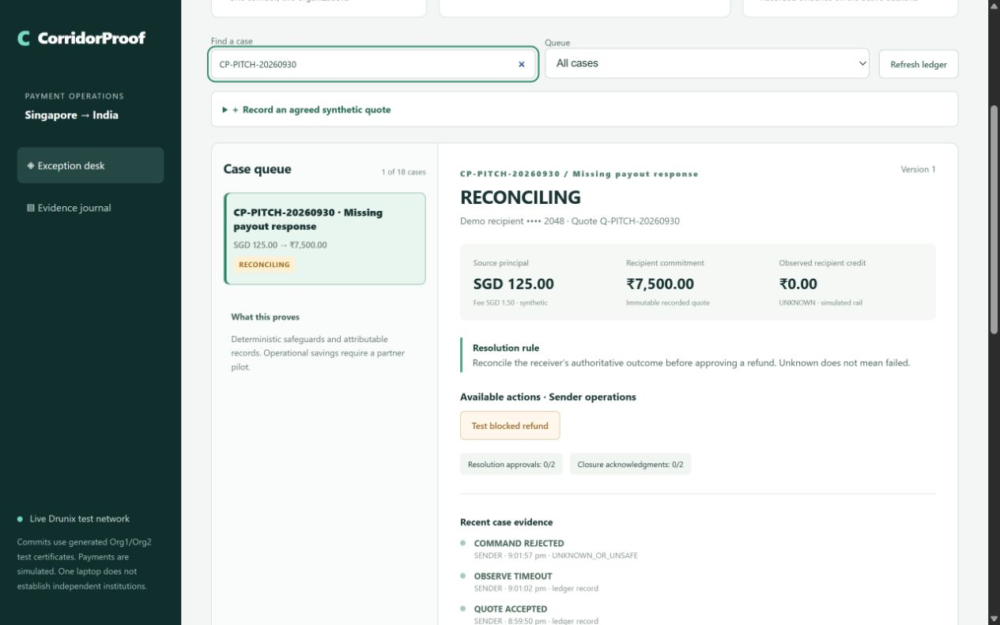 C CorridorProof
PAYMENT OPERATIONS
Singapore → India
Exception desk
Evidence journal
Live Drunix test network
Commits use generated Org1/Org2
test certificates. Payments are
simulated. One laptop does not
establish independent institutions.
Find a case
CP-PITCH-20260930
×
Queue
All cases
Refresh ledger
+ Record an agreed synthetic quote
Case queue
1 of 18 cases
CP-PITCH-20260930 · Missing
payout response
SGD 125.00 → ₹7,500.00
RECONCILING
What this proves
Deterministic safeguards and attributable
records. Operational savings require a partner
pilot.
CP-PITCH-20260930 / Missing payout response
Version 1
RECONCILING
Demo recipient •••• 2048 · Quote Q-PITCH-20260930
Source principal
SGD 125.00
Fee SGD 1.50 · synthetic
Recipient commitment
₹7,500.00
Immutable recorded quote
Observed recipient credit
₹0.00
UNKNOWN · simulated rail
Resolution rule
Reconcile the receiver's authoritative outcome before approving a refund. Unknown does not mean failed.
Available actions · Sender operations
Test blocked refund
Resolution approvals: 0/2
Closure acknowledgments: 0/2
Recent case evidence
COMMAND REJECTED
SENDER · 9:01:57 pm · UNKNOWN_OR_UNSAFE
OBSERVE TIMEOUT
SENDER · 9:01:02 pm · ledger record
QUOTE ACCEPTED
SENDER · 8:59:50 pm · ledger record